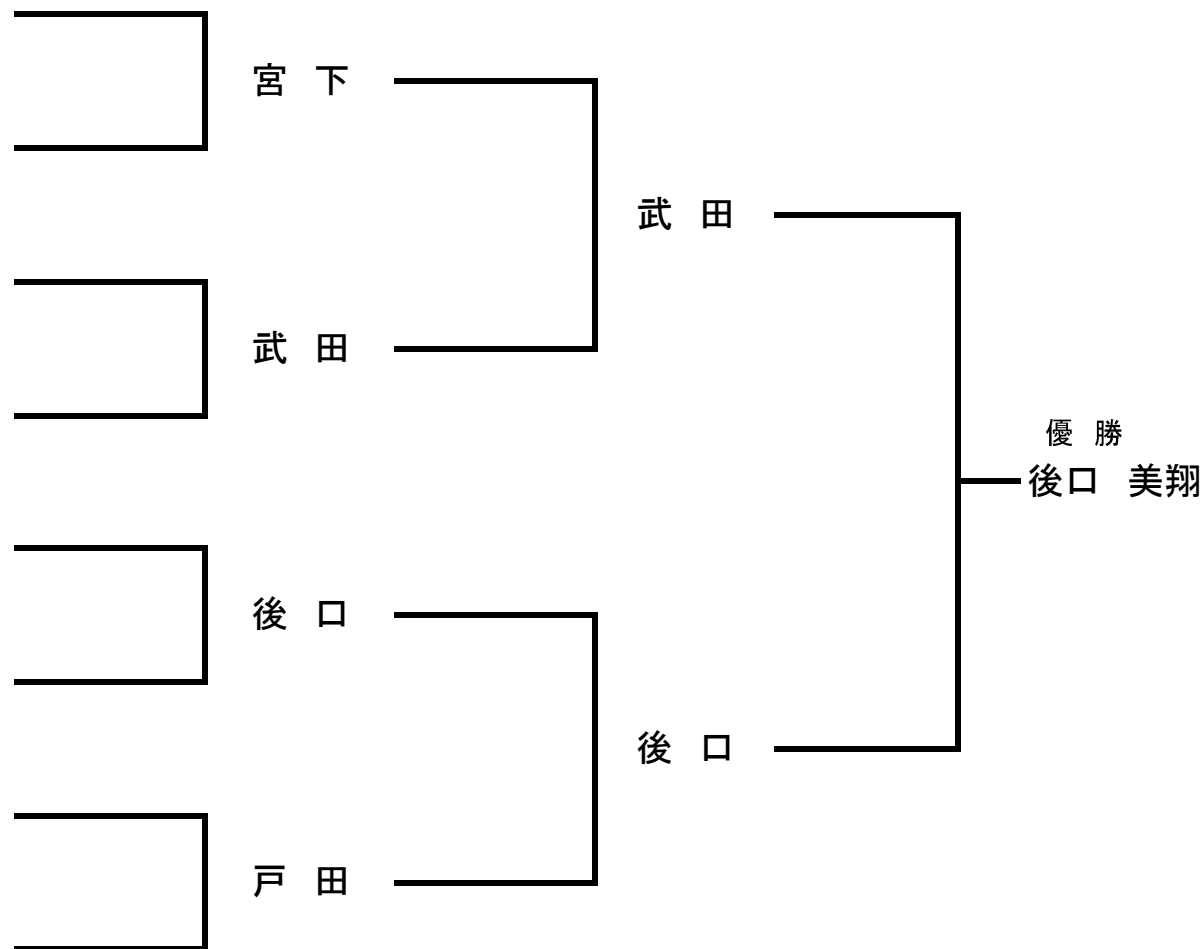 宮 下
武 田
武 田
優 勝
後口 美翔
後 口
後 口
戸 田